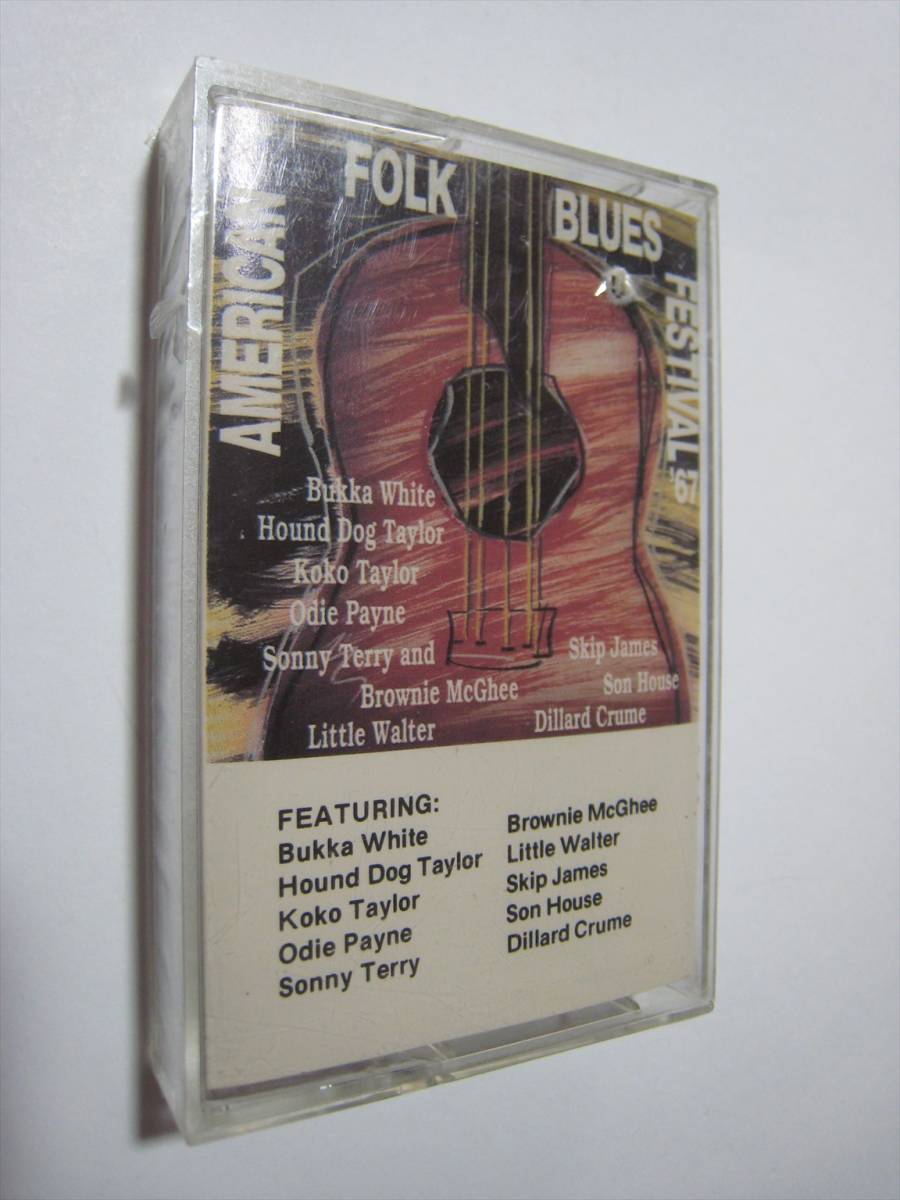 AMERICAN
FOLK
BLUES
FESTIVAL '67
Bukka White
Hound Dog Taylor
Koko Taylor
Odie Payne
Sonny Terry and
Brownie McGhee
Little Walter
Skip James
Son House
Dillard Crume
FEATURING:
Bukka White
Hound Dog Taylor
Koko Taylor
Odie Payne
Sonny Terry
Brownie McGhee
Little Walter
Skip James
Son House
Dillard Crume